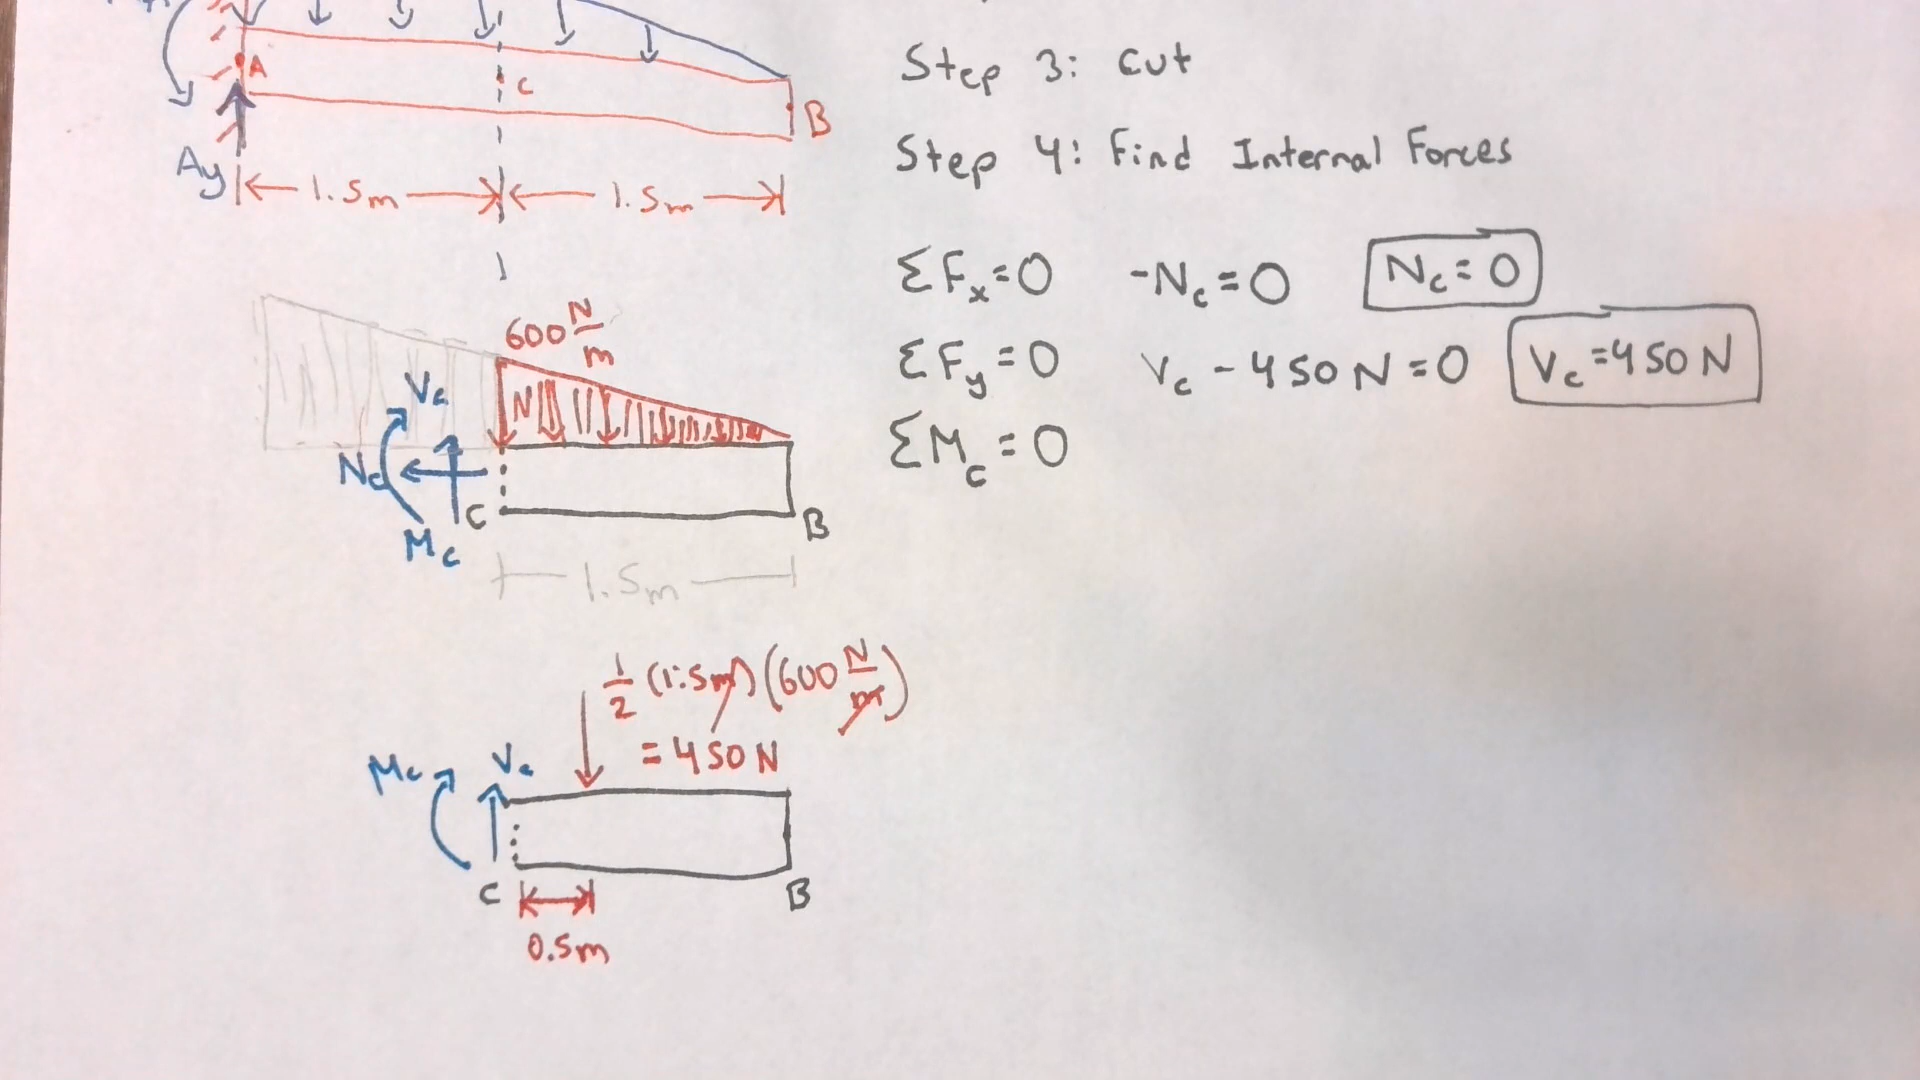 A
C
B
Ay
1.5m
1.5m
Step 3: Cut
Step 4: Find Internal Forces
ΣFx=0 -Nc=0 Nc=0
ΣFy=0 Vc-450N=0 Vc=450N
ΣMc=0
600 N/m
Vc
Nc
Mc
C
B
1.5m
1/2 (1.5m)(600 N/m)
=450N
Mc
Vc
C
B
0.5m